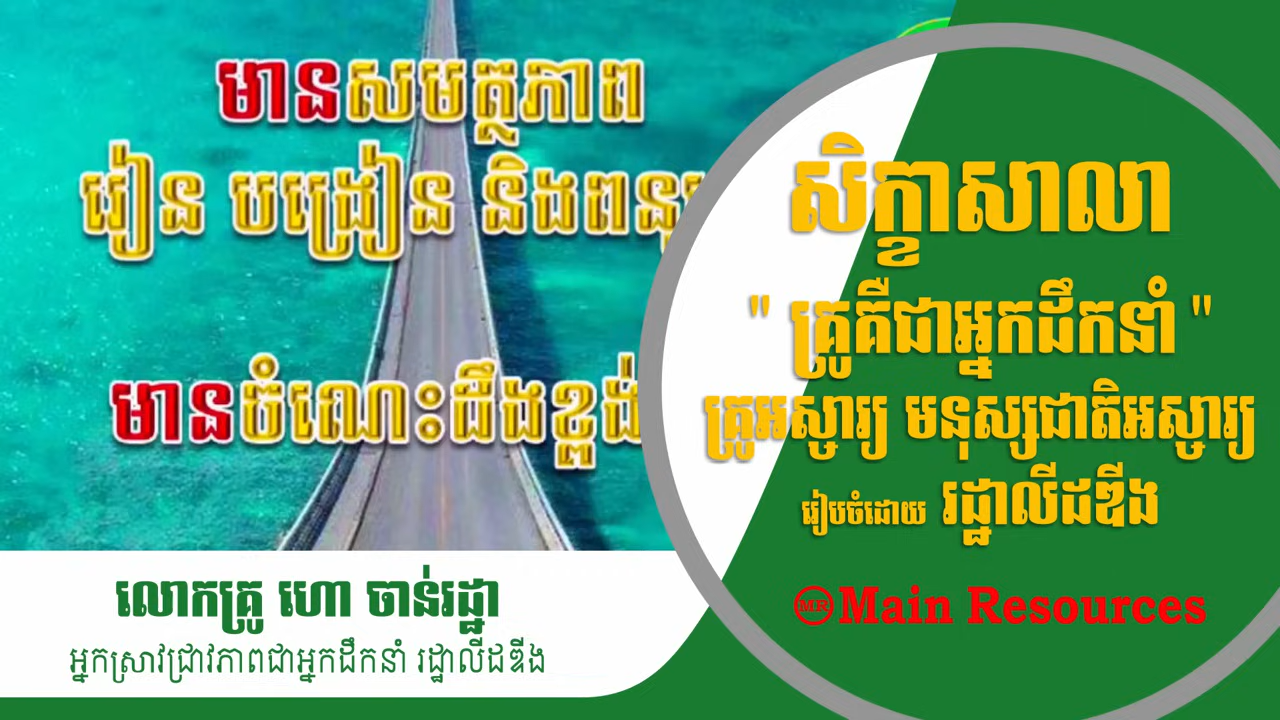 មានសមត្ថភាព
រៀន បង្រៀន និង
មានចំណេះដឹងខ្ពង់
លោកគ្រូ ហោ ចាន់រដ្ឋា
អ្នកស្រាវជ្រាវភាពជាអ្នកដឹកនាំ រដ្ឋាលីដឌីង
សិក្ខាសាលា
" គ្រូគឺជាអ្នកដឹកនាំ "
គ្រូអស្ចារ្យ មនុស្សជាតិអស្ចារ្យ
រៀបចំដោយ រដ្ឋាលីដឌីង
MR Main Resources